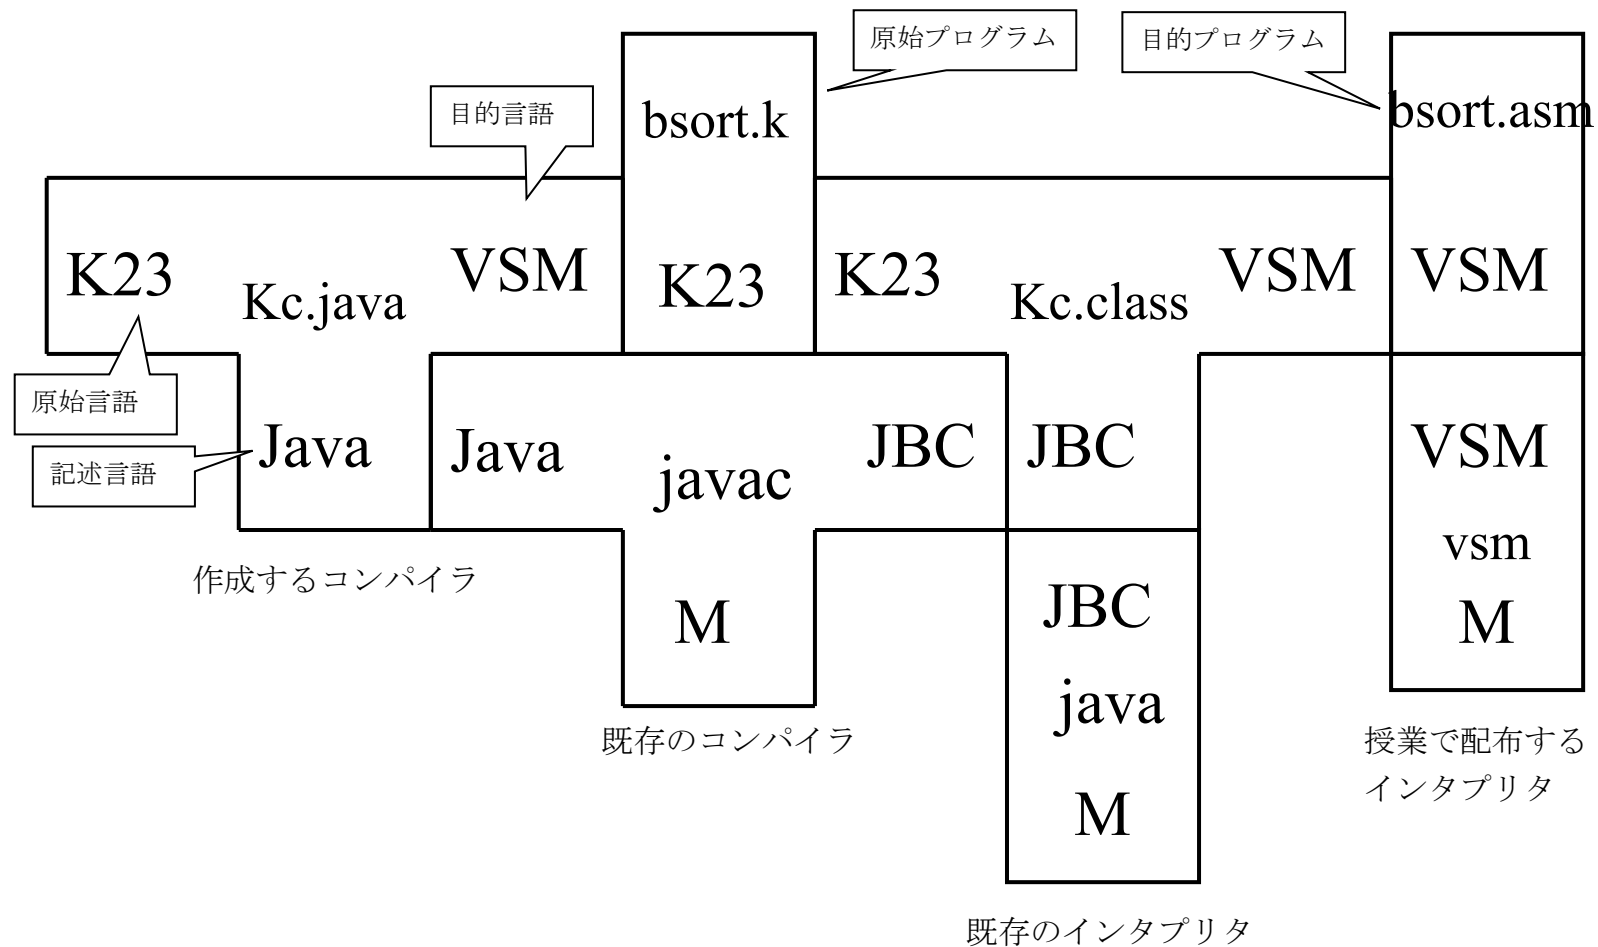 原始プログラム
目的プログラム
目的言語
bsort.k
bsort.asm
K23
Kc.java
VSM
K23
K23
Kc.class
VSM
VSM
原始言語
記述言語
Java
Java
javac
JBC
JBC
VSM
vsm
M
作成するコンパイラ
M
JBC
java
M
既存のコンパイラ
授業で配布する
インタプリタ
既存のインタプリタ